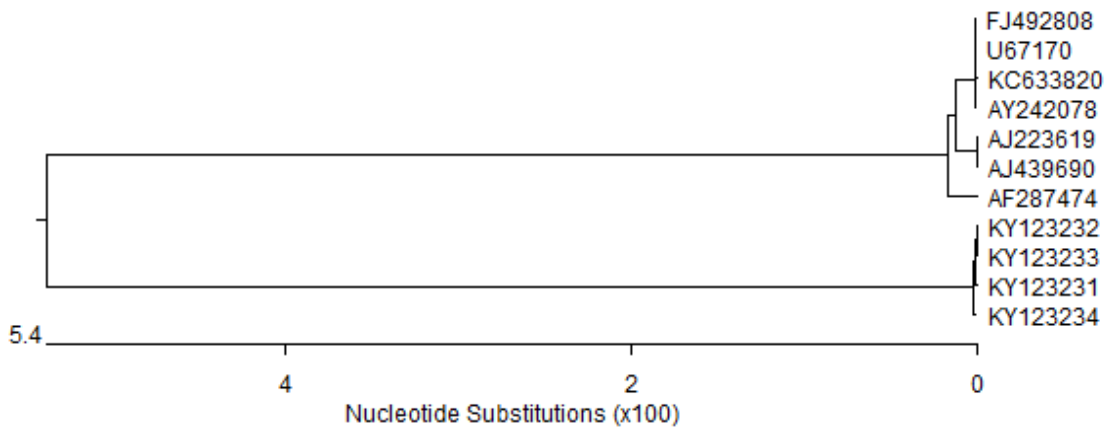 FJ492808
U67170
KC633820
AY242078
AJ223619
AJ439690
AF287474
KY123232
KY123233
KY123231
KY123234
5.4
4 2 0
Nucleotide Substitutions (x100)